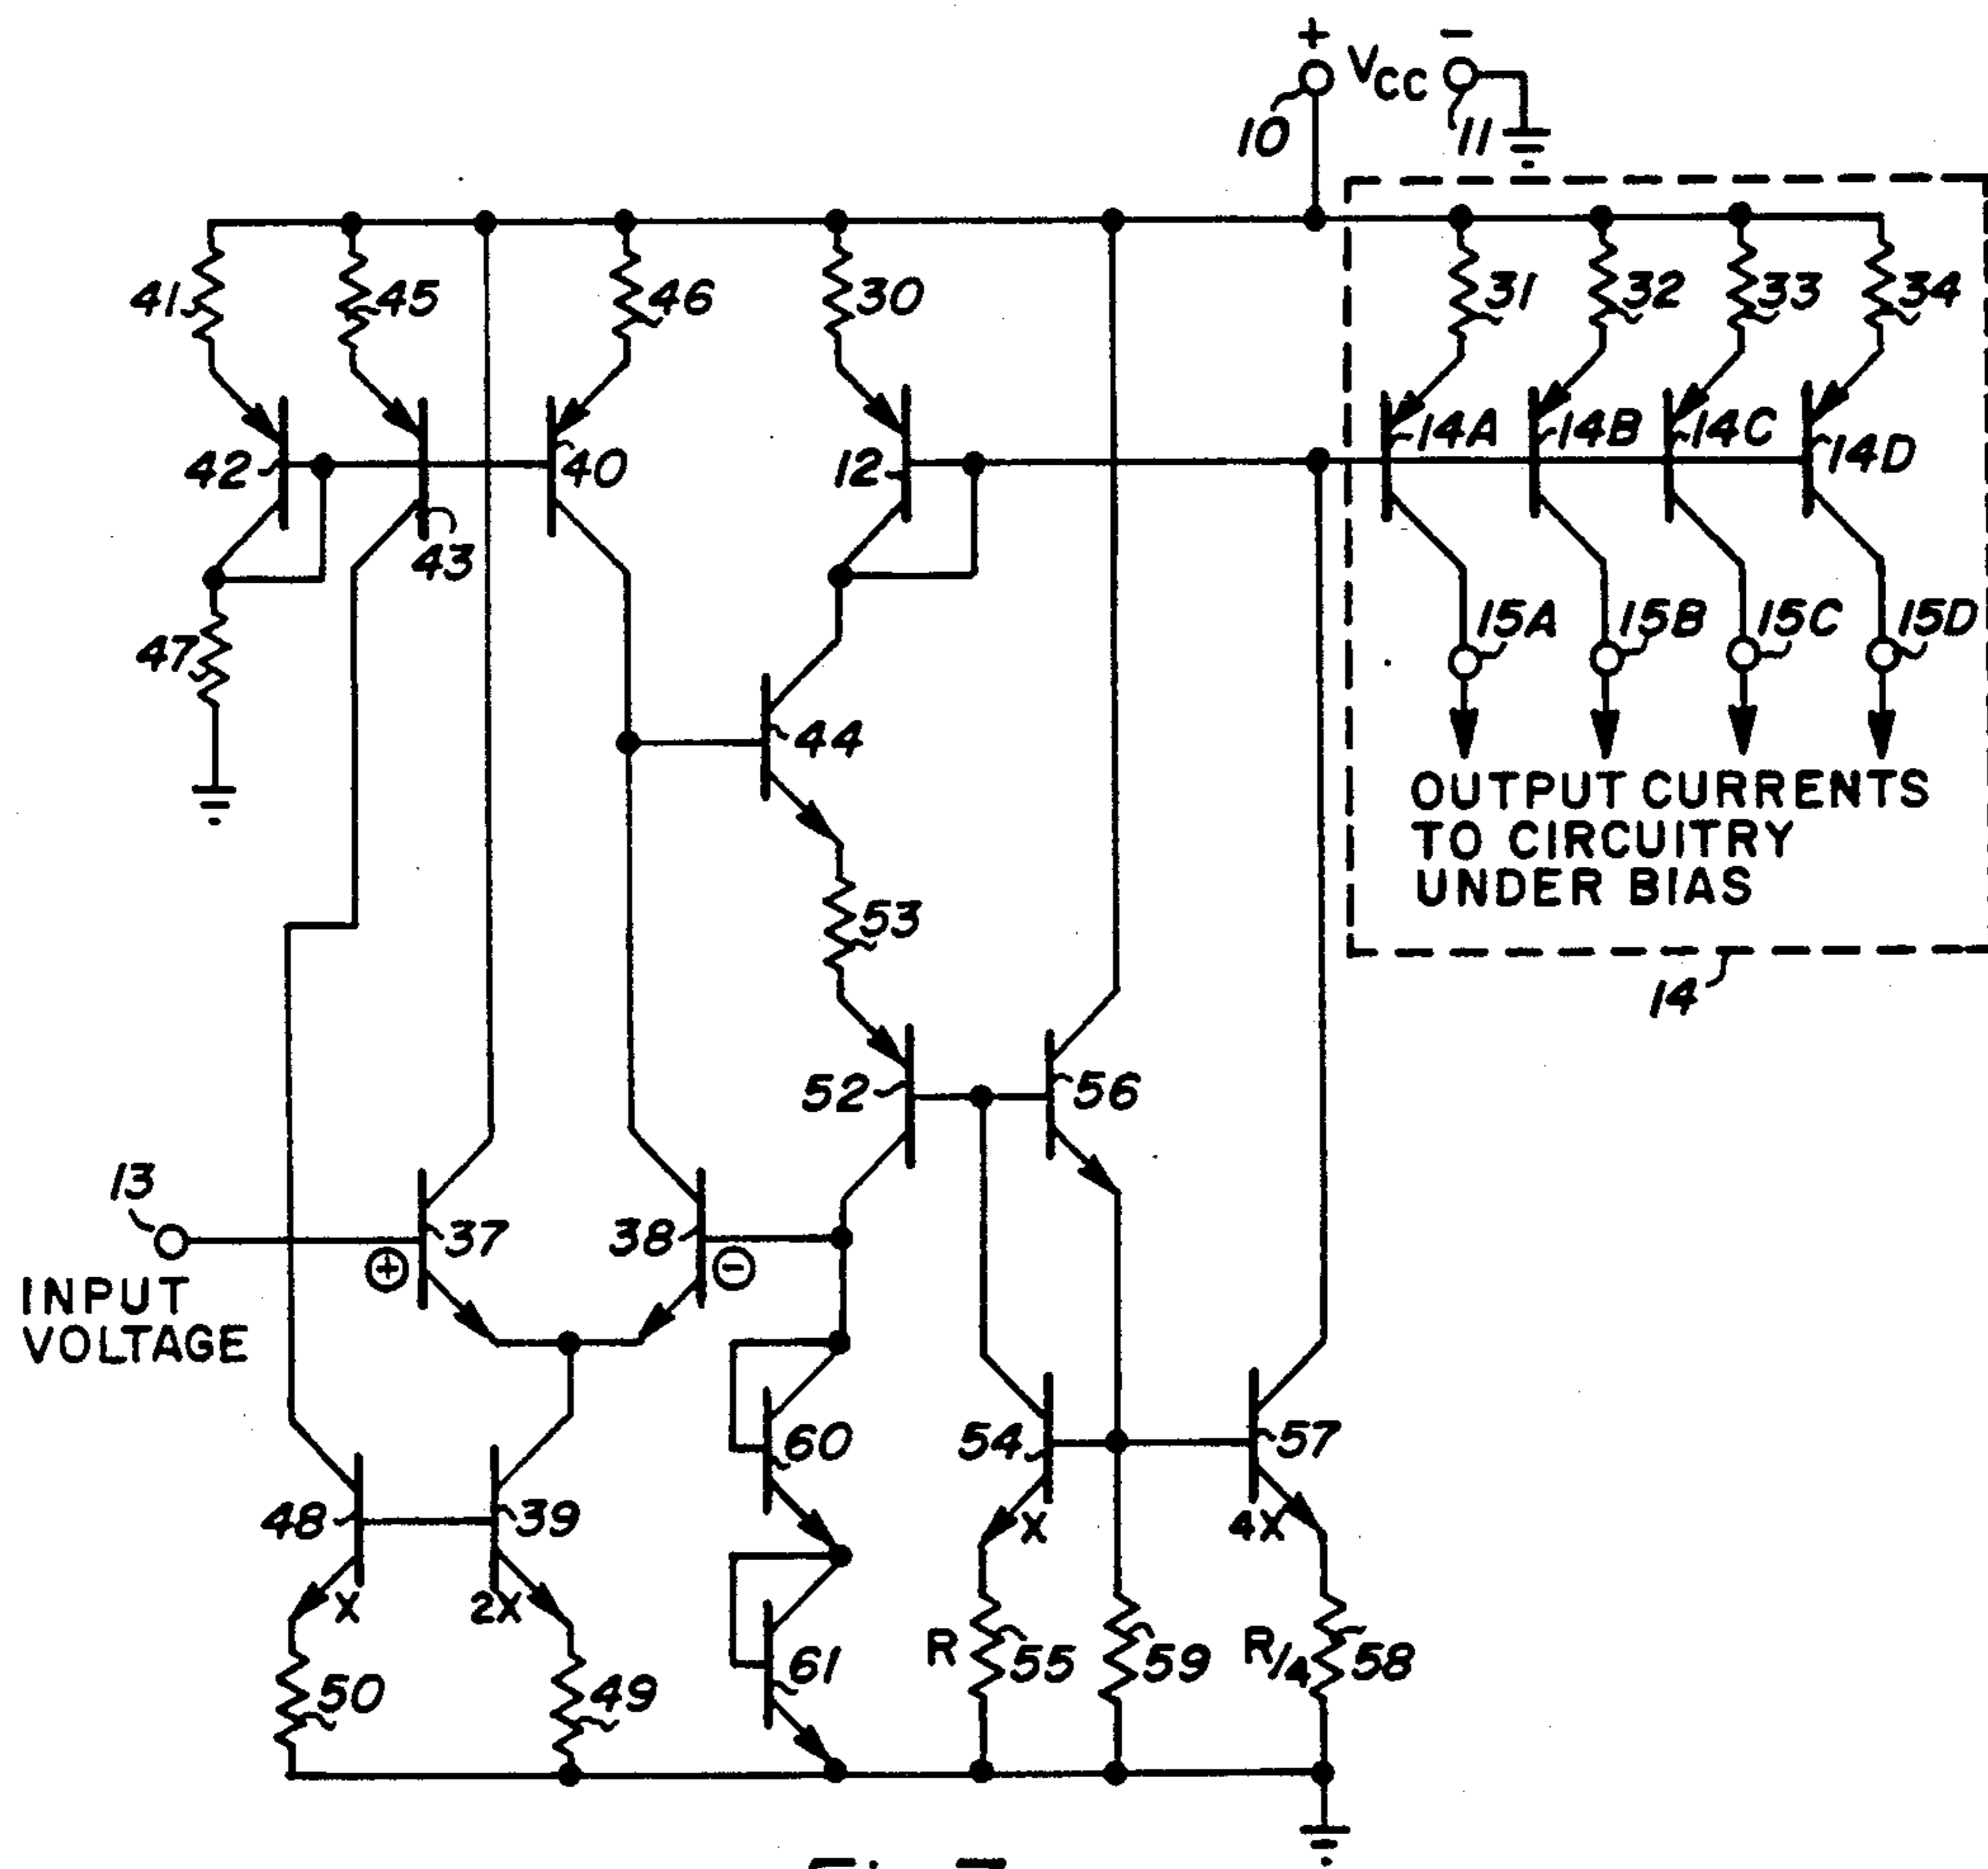 + VCC −
10 11
41 45 46 30 31 32 33 34
42 40 12 14A 14B 14C 14D
43
47 15A 15B 15C 15D
44
OUTPUT CURRENTS
TO CIRCUITRY
UNDER BIAS
53
14
52 56
13
37 38
+ −
INPUT
VOLTAGE
60 54 57
48 39 X 4X
X 2X
R 55 59 R/4 58
50 49 61